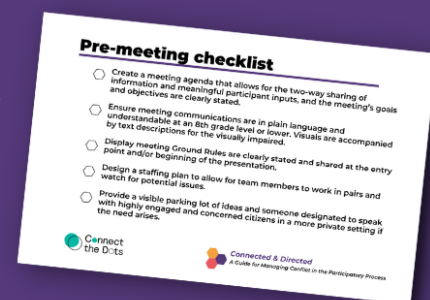 Pre-meeting checklist
Create a meeting agenda that allows for the two-way sharing of
information and meaningful participant inputs, and the meeting's goals
and objectives are clearly stated.
Ensure meeting communications are in plain language and
understandable at an 8th grade level or lower. Visuals are accompanied
by text descriptions for the visually impaired.
Display meeting Ground Rules are clearly stated and shared at the entry
point and/or beginning of the presentation.
Design a staffing plan to allow for team members to work in pairs and
watch for potential issues.
Provide a visible parking lot of ideas and someone designated to speak
with highly engaged and concerned citizens in a more private setting if
the need arises.
Connect
the Dots
Connected & Directed
A Guide for Managing Conflict in the Participatory Process